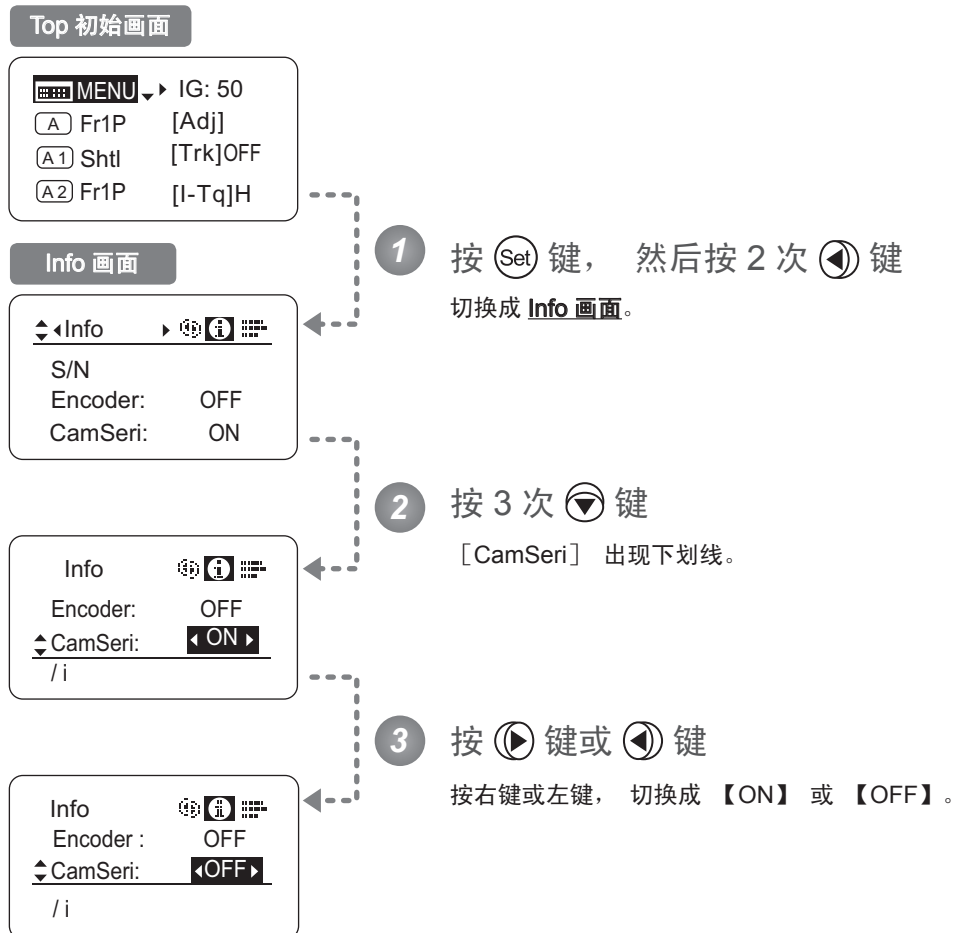 Top 初始画面
MENU IG: 50
A Fr1P [Adj]
A1 Shtl [Trk]OFF
A2 Fr1P [I-Tq]H
1 按 Set 键， 然后按 2 次 键
切换成 Info 画面。
Info 画面
Info
S/N
Encoder: OFF
CamSeri: ON
2 按 3 次 键
［CamSeri］ 出现下划线。
Info
Encoder: OFF
CamSeri: ON
/ i
3 按 键或 键
按右键或左键， 切换成 【ON】 或 【OFF】。
Info
Encoder : OFF
CamSeri: OFF
/ i